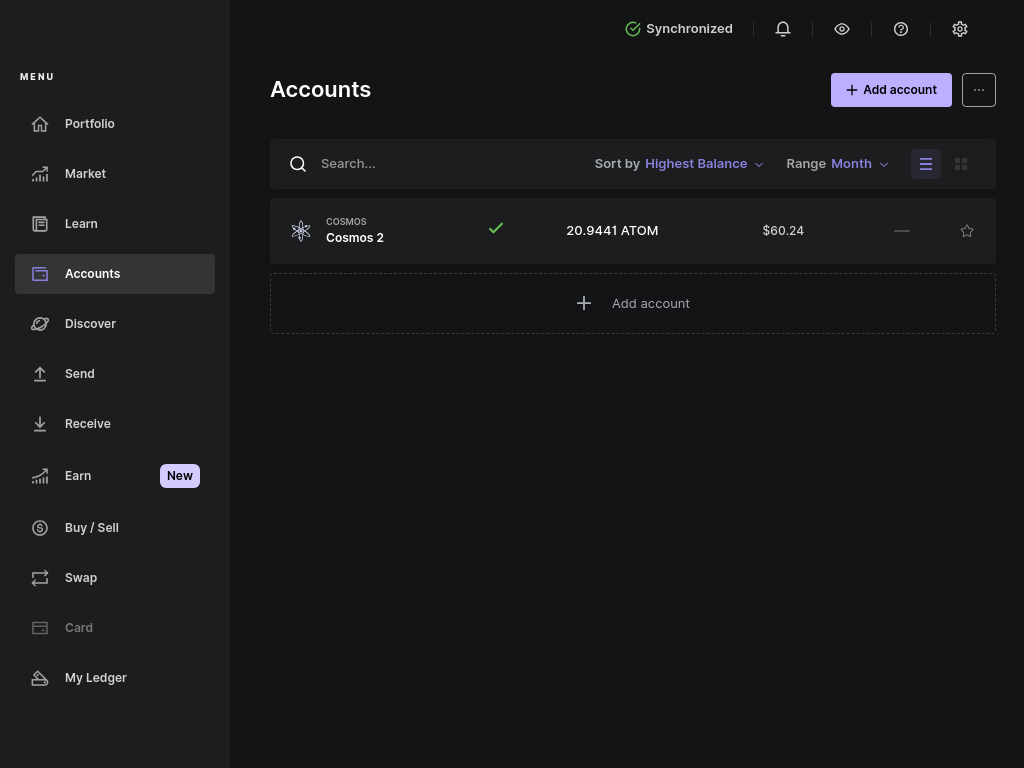 Synchronized
MENU
Portfolio
Market
Learn
Accounts
Discover
Send
Receive
Earn New
Buy / Sell
Swap
Card
My Ledger
Accounts
Add account
Search...
Sort by Highest Balance
Range Month
COSMOS
Cosmos 2
20.9441 ATOM
$60.24
—
Add account